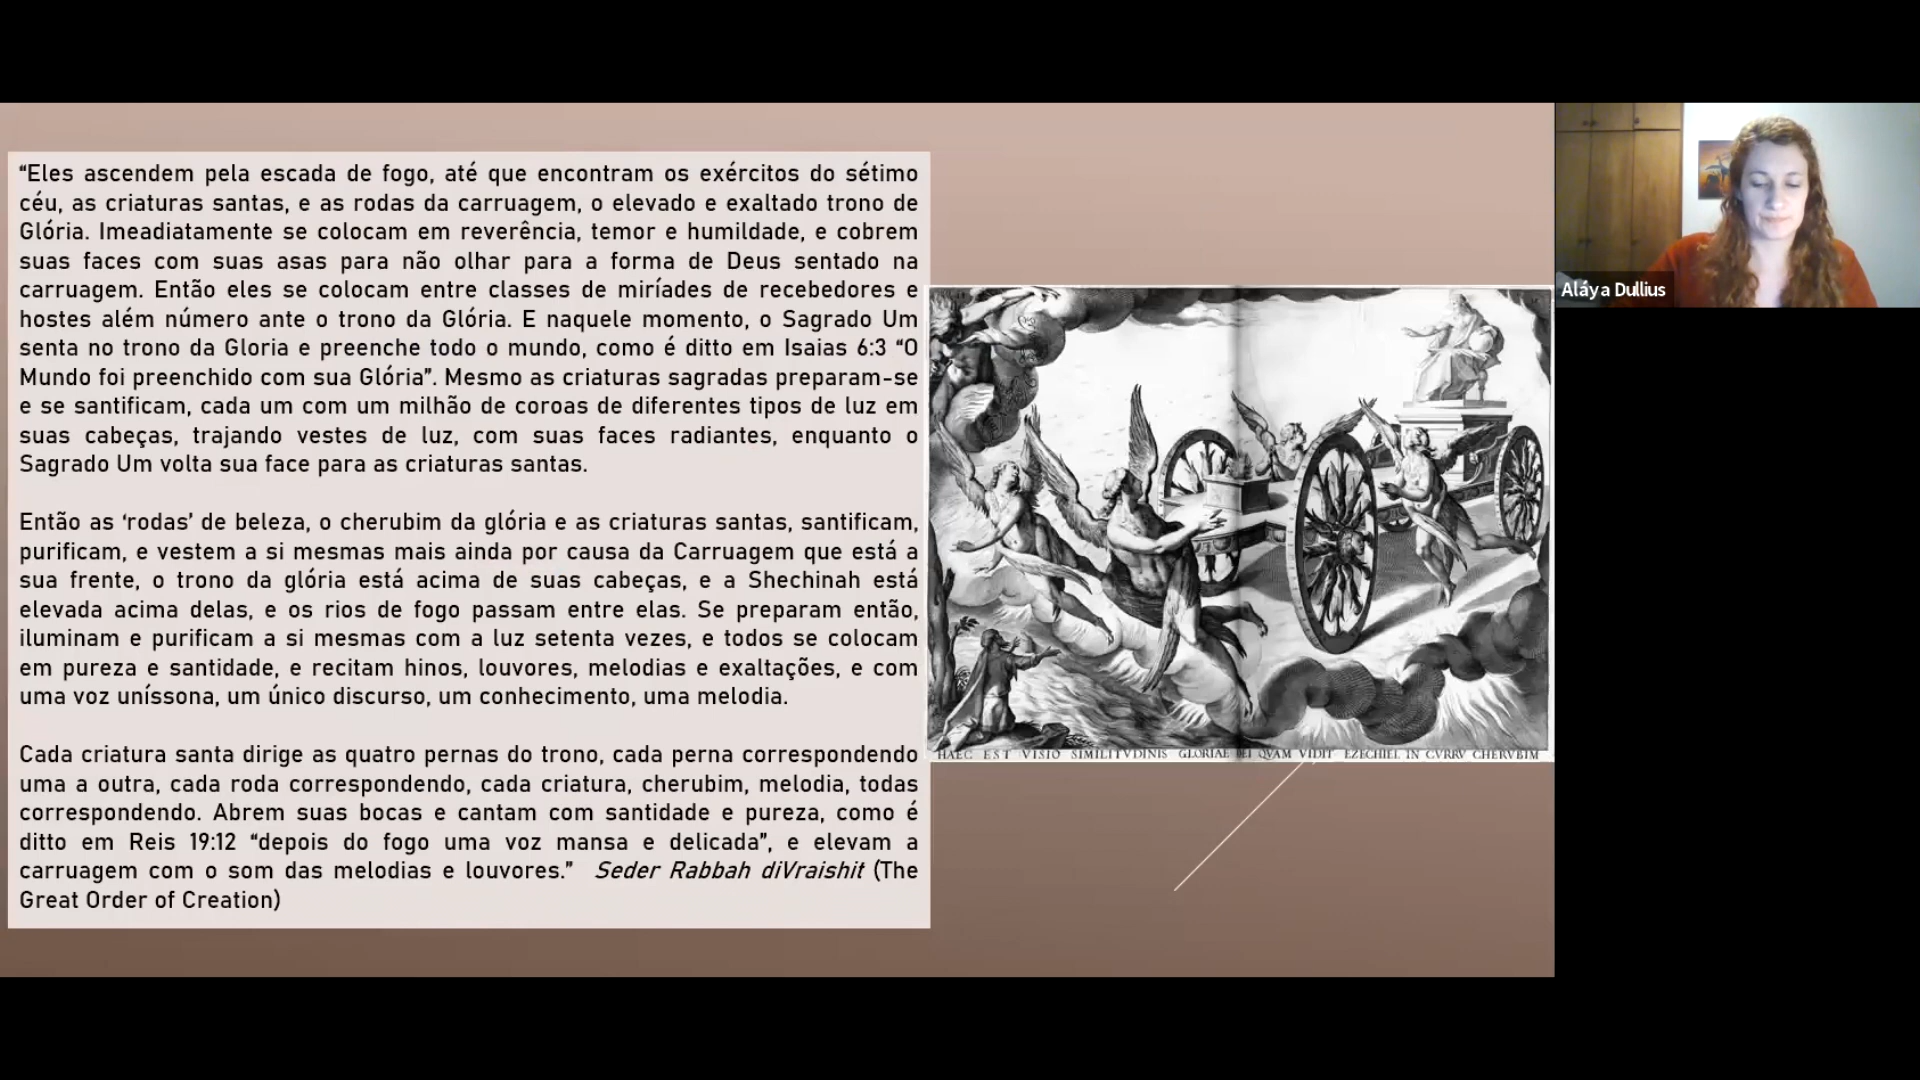 “Eles ascendem pela escada de fogo, até que encontram os exércitos do sétimo
céu, as criaturas santas, e as rodas da carruagem, o elevado e exaltado trono de
Glória. Imeadiatamente se colocam em reverência, temor e humildade, e cobrem
suas faces com suas asas para não olhar para a forma de Deus sentado na
carruagem. Então eles se colocam entre classes de miríades de recebedores e
hostes além número ante o trono da Glória. E naquele momento, o Sagrado Um
senta no trono da Gloria e preenche todo o mundo, como é ditto em Isaias 6:3 “O
Mundo foi preenchido com sua Glória”. Mesmo as criaturas sagradas preparam-se
e se santificam, cada um com um milhão de coroas de diferentes tipos de luz em
suas cabeças, trajando vestes de luz, com suas faces radiantes, enquanto o
Sagrado Um volta sua face para as criaturas santas.
Então as ‘rodas’ de beleza, o cherubim da glória e as criaturas santas, santificam,
purificam, e vestem a si mesmas mais ainda por causa da Carruagem que está a
sua frente, o trono da glória está acima de suas cabeças, e a Shechinah está
elevada acima delas, e os rios de fogo passam entre elas. Se preparam então,
iluminam e purificam a si mesmas com a luz setenta vezes, e todos se colocam
em pureza e santidade, e recitam hinos, louvores, melodias e exaltações, e com
uma voz uníssona, um único discurso, um conhecimento, uma melodia.
Cada criatura santa dirige as quatro pernas do trono, cada perna correspondendo
uma a outra, cada roda correspondendo, cada criatura, cherubim, melodia, todas
correspondendo. Abrem suas bocas e cantam com santidade e pureza, como é
ditto em Reis 19:12 “depois do fogo uma voz mansa e delicada”, e elevam a
carruagem com o som das melodias e louvores.” Seder Rabbah diVraishit (The
Great Order of Creation)
HAEC EST VISIO SIMILITVDINIS GLORIAE DEI QVAM VIDIT EZECHIEL IN CVRRV CHERVBIM
Aláya Dullius